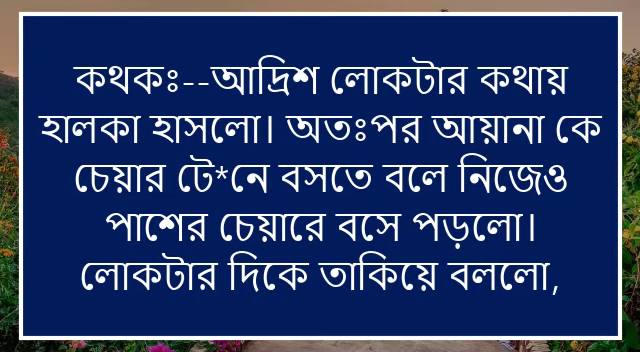 কথকঃ--আদ্রিশ লোকটার কথায়
হালকা হাসলো। অতঃপর আয়ানা কে
চেয়ার টে*নে বসতে বলে নিজেও
পাশের চেয়ারে বসে পড়লো।
লোকটার দিকে তাকিয়ে বললো,